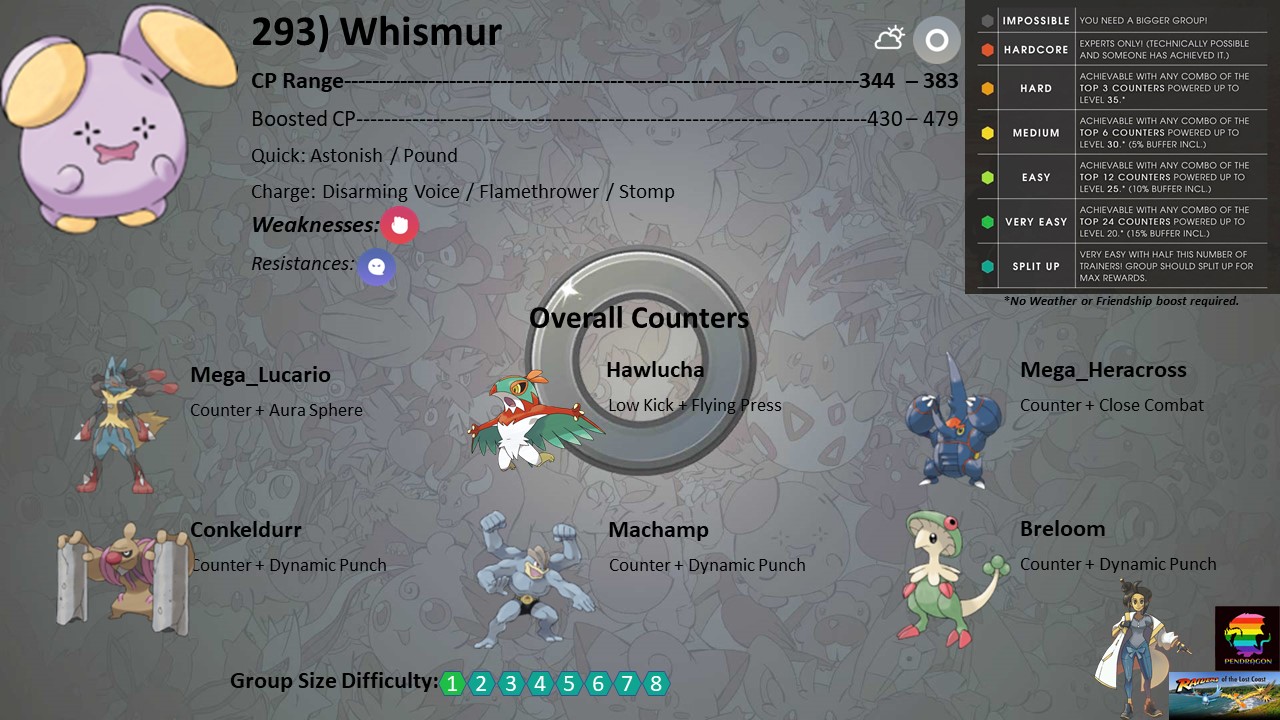 293) Whismur
CP Range------344 – 383
Boosted CP------430 – 479
Quick: Astonish / Pound
Charge: Disarming Voice / Flamethrower / Stomp
Weaknesses:
Resistances:
IMPOSSIBLE YOU NEED A BIGGER GROUP!
HARDCORE EXPERTS ONLY! (TECHNICALLY POSSIBLE
AND SOMEONE HAS ACHIEVED IT.)
HARD ACHIEVABLE WITH ANY COMBO OF THE
TOP 3 COUNTERS POWERED UP TO
LEVEL 35.*
MEDIUM ACHIEVABLE WITH ANY COMBO OF THE
TOP 6 COUNTERS POWERED UP TO
LEVEL 30.* (5% BUFFER INCL.)
EASY ACHIEVABLE WITH ANY COMBO OF THE
TOP 12 COUNTERS POWERED UP TO
LEVEL 25.* (10% BUFFER INCL.)
VERY EASY ACHIEVABLE WITH ANY COMBO OF THE
TOP 24 COUNTERS POWERED UP TO
LEVEL 20.* (15% BUFFER INCL.)
SPLIT UP VERY EASY WITH HALF THIS NUMBER OF
TRAINERS! GROUP SHOULD SPLIT UP FOR
MAX REWARDS.
*No Weather or Friendship boost required.
Overall Counters
Mega_Lucario
Counter + Aura Sphere
Hawlucha
Low Kick + Flying Press
Mega_Heracross
Counter + Close Combat
Conkeldurr
Counter + Dynamic Punch
Machamp
Counter + Dynamic Punch
Breloom
Counter + Dynamic Punch
Group Size Difficulty: 1 2 3 4 5 6 7 8
PENDRAGON
RAIDERS of the Lost Coast